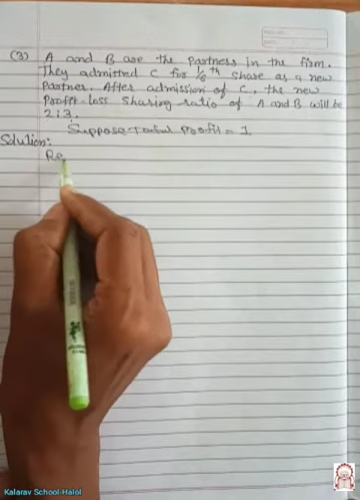 (3) A and B are the Partners in the firm.
They admitted C for 1/6th share as a new
Partner. After admission of C, the new
Profit-loss sharing ratio of A and B will be
2:3.
Suppose total Profit = 1
Solution:
Re
Kalarav School-Halol